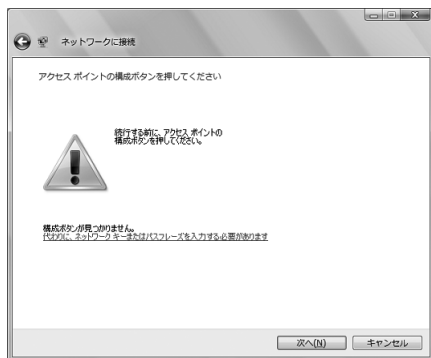 ネットワークに接続
アクセス ポイントの構成ボタンを押してください
続行する前に、アクセス ポイントの
構成ボタンを押してください。
構成ボタンが見つかりません。
代わりに、ネットワーク キーまたはパスフレーズを入力する必要があります
次へ(N)
キャンセル